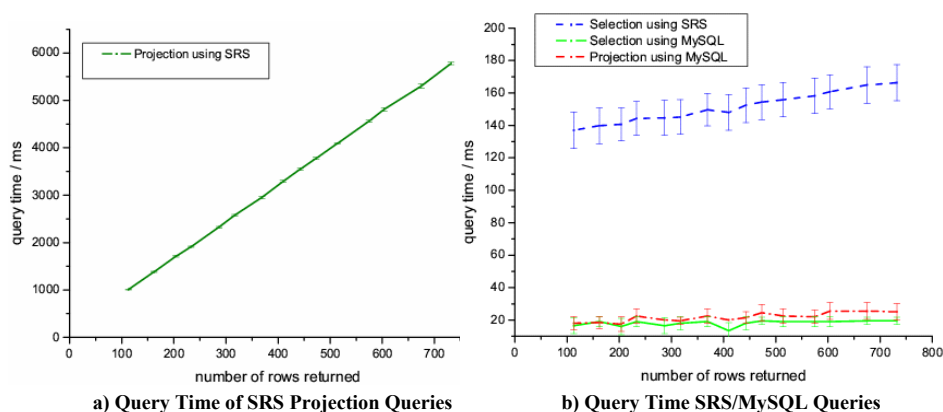 Projection using SRS
6000
5000
4000
3000
2000
1000
0
0 100 200 300 400 500 600 700
query time / ms
number of rows returned
a) Query Time of SRS Projection Queries
Selection using SRS
Selection using MySQL
Projection using MySQL
200
180
160
140
120
100
80
60
40
20
0 100 200 300 400 500 600 700 800
query time / ms
number of rows returned
b) Query Time SRS/MySQL Queries